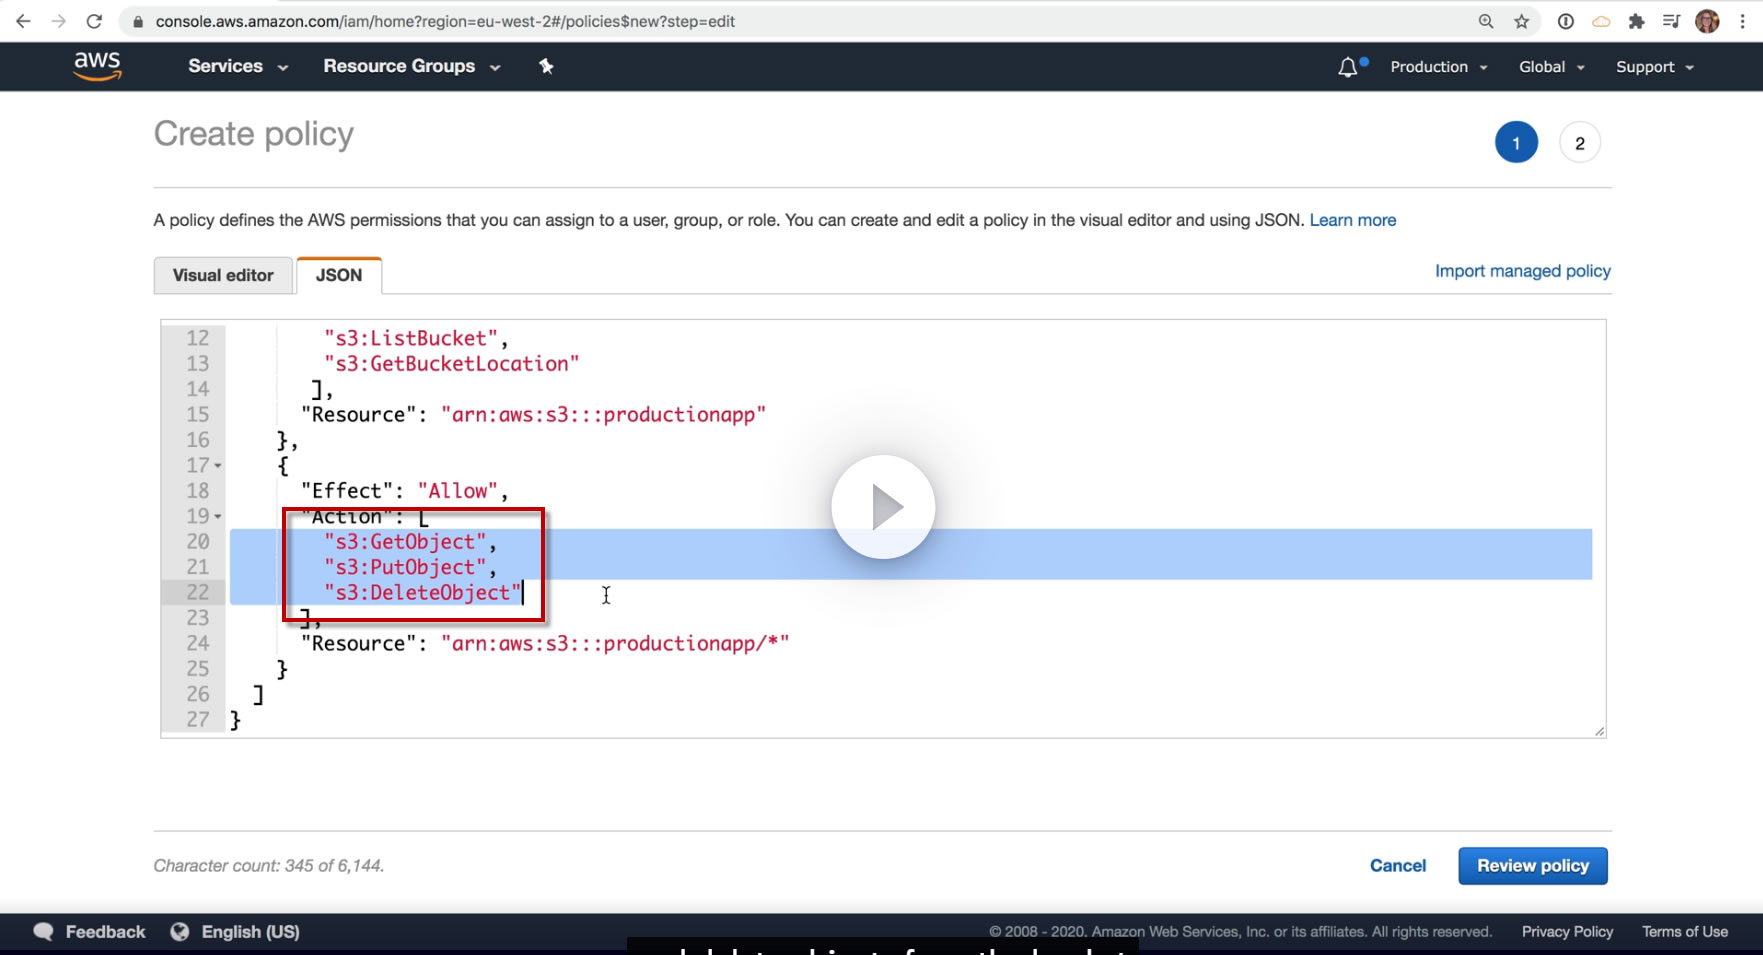 console.aws.amazon.com/iam/home?region=eu-west-2#/policies$new?step=edit
aws Services Resource Groups Production Global Support
Create policy
1 2
A policy defines the AWS permissions that you can assign to a user, group, or role. You can create and edit a policy in the visual editor and using JSON. Learn more
Visual editor JSON Import managed policy
12 "s3:ListBucket",
13 "s3:GetBucketLocation"
14 ],
15 "Resource": "arn:aws:s3:::productionapp"
16 },
17 {
18 "Effect": "Allow",
19 "Action": [
20 "s3:GetObject",
21 "s3:PutObject",
22 "s3:DeleteObject"
23 ],
24 "Resource": "arn:aws:s3:::productionapp/*"
25 }
26 ]
27 }
Character count: 345 of 6,144.
Cancel Review policy
Feedback English (US) © 2008 - 2020, Amazon Web Services, Inc. or its affiliates. All rights reserved. Privacy Policy Terms of Use